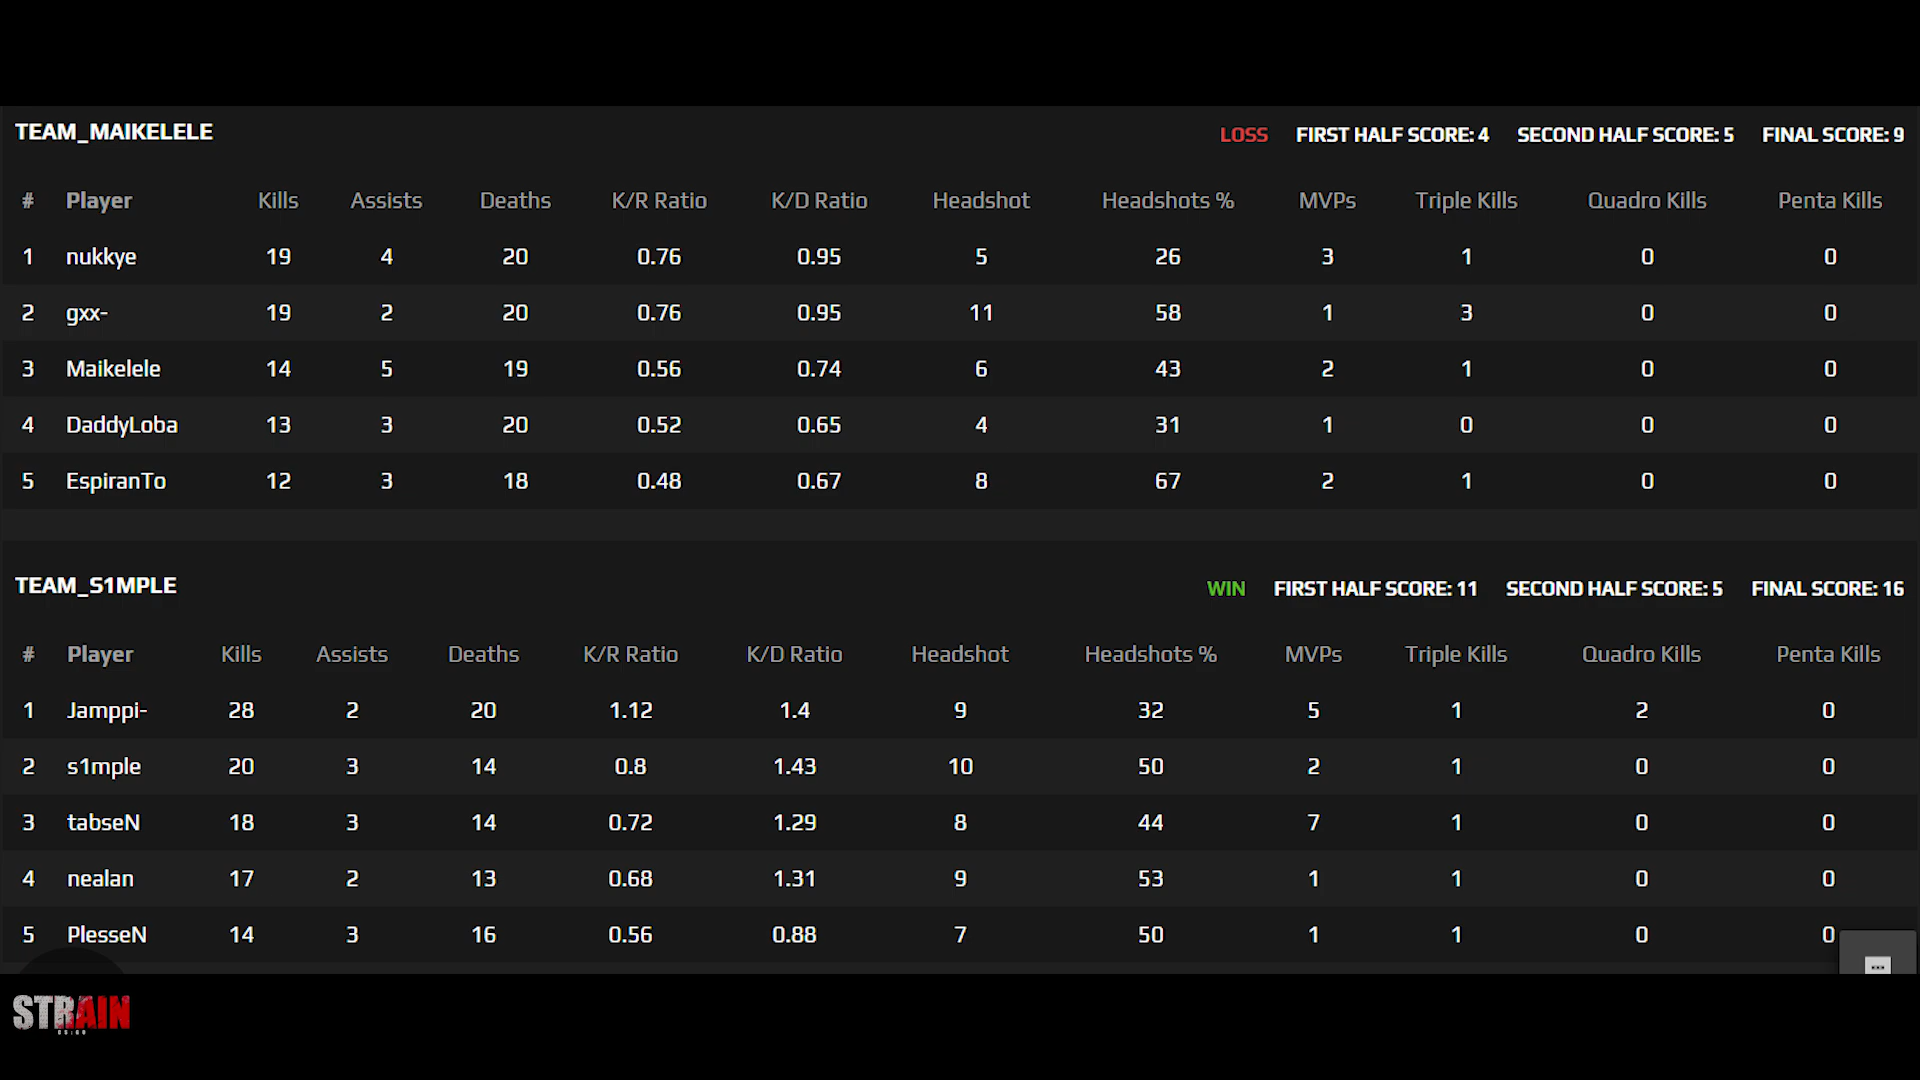 TEAM_MAIKELELE
LOSS FIRST HALF SCORE: 4 SECOND HALF SCORE: 5 FINAL SCORE: 9
# Player Kills Assists Deaths K/R Ratio K/D Ratio Headshot Headshots % MVPs Triple Kills Quadro Kills Penta Kills
1 nukkye 19 4 20 0.76 0.95 5 26 3 1 0 0
2 gxx- 19 2 20 0.76 0.95 11 58 1 3 0 0
3 Maikelele 14 5 19 0.56 0.74 6 43 2 1 0 0
4 DaddyLoba 13 3 20 0.52 0.65 4 31 1 0 0 0
5 EspiranTo 12 3 18 0.48 0.67 8 67 2 1 0 0
TEAM_S1MPLE
WIN FIRST HALF SCORE: 11 SECOND HALF SCORE: 5 FINAL SCORE: 16
# Player Kills Assists Deaths K/R Ratio K/D Ratio Headshot Headshots % MVPs Triple Kills Quadro Kills Penta Kills
1 Jamppi- 28 2 20 1.12 1.4 9 32 5 1 2 0
2 s1mple 20 3 14 0.8 1.43 10 50 2 1 0 0
3 tabseN 18 3 14 0.72 1.29 8 44 7 1 0 0
4 nealan 17 2 13 0.68 1.31 9 53 1 1 0 0
5 PlesseN 14 3 16 0.56 0.88 7 50 1 1 0 0
STRAIN